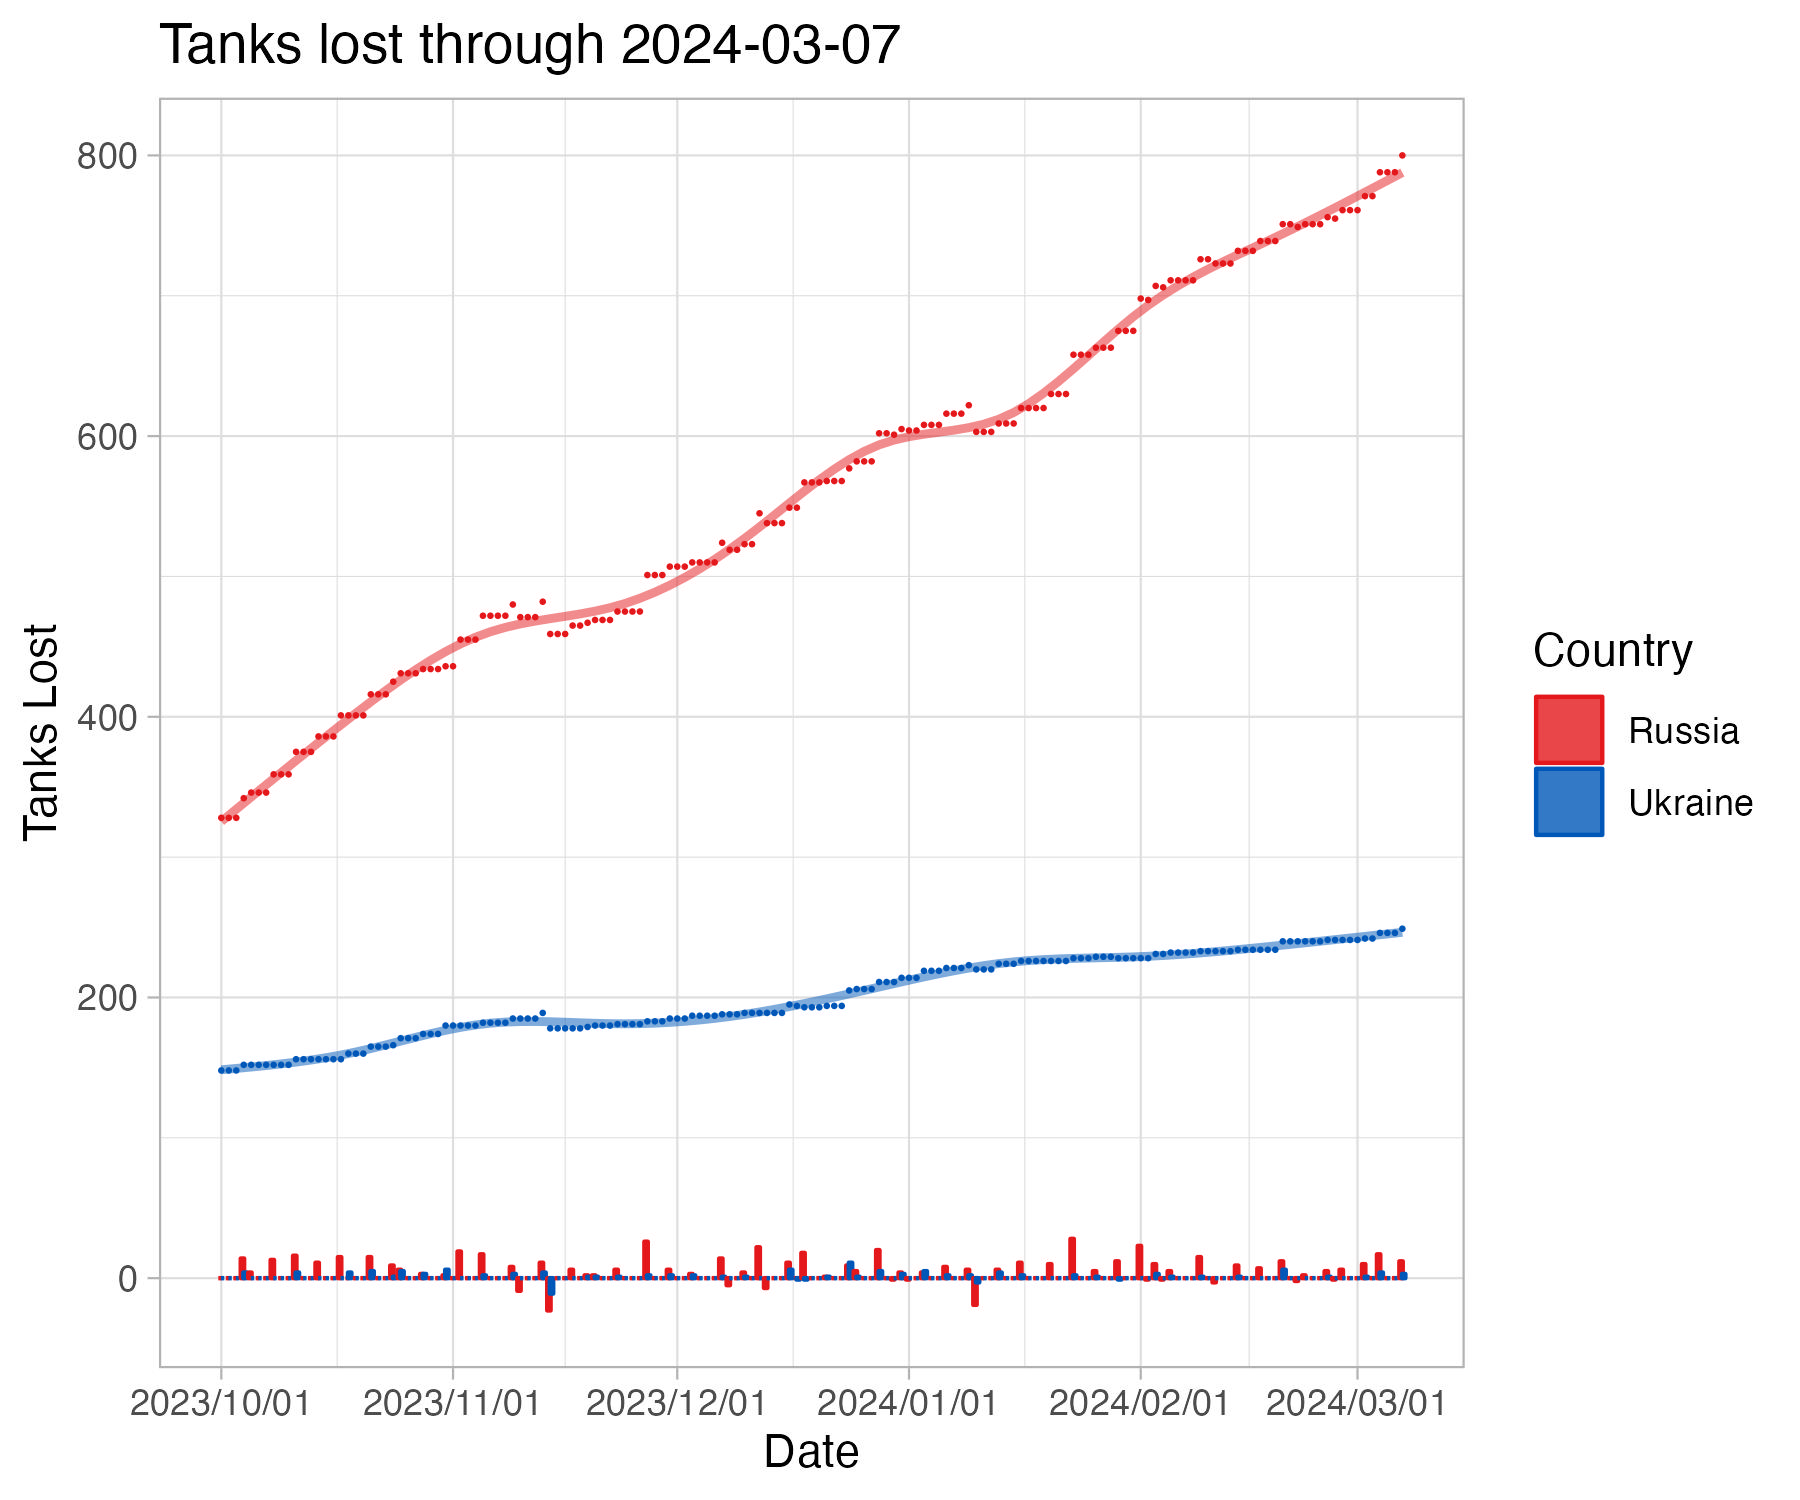 Tanks lost through 2024-03-07
Tanks Lost
800
600
400
200
0
2023/10/01 2023/11/01 2023/12/01 2024/01/01 2024/02/01 2024/03/01
Date
Country
Russia
Ukraine